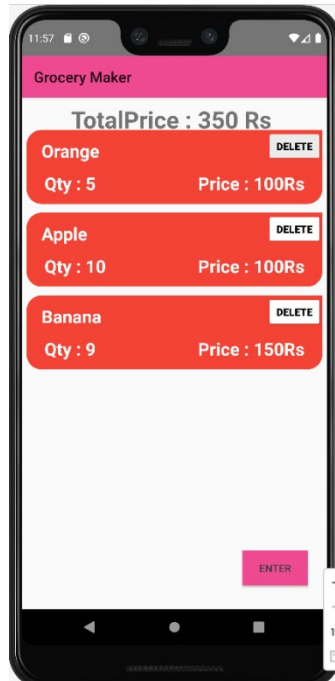 11:57
Grocery Maker
TotalPrice : 350 Rs
Orange
DELETE
Qty : 5
Price : 100Rs
Apple
DELETE
Qty : 10
Price : 100Rs
Banana
DELETE
Qty : 9
Price : 150Rs
ENTER
1